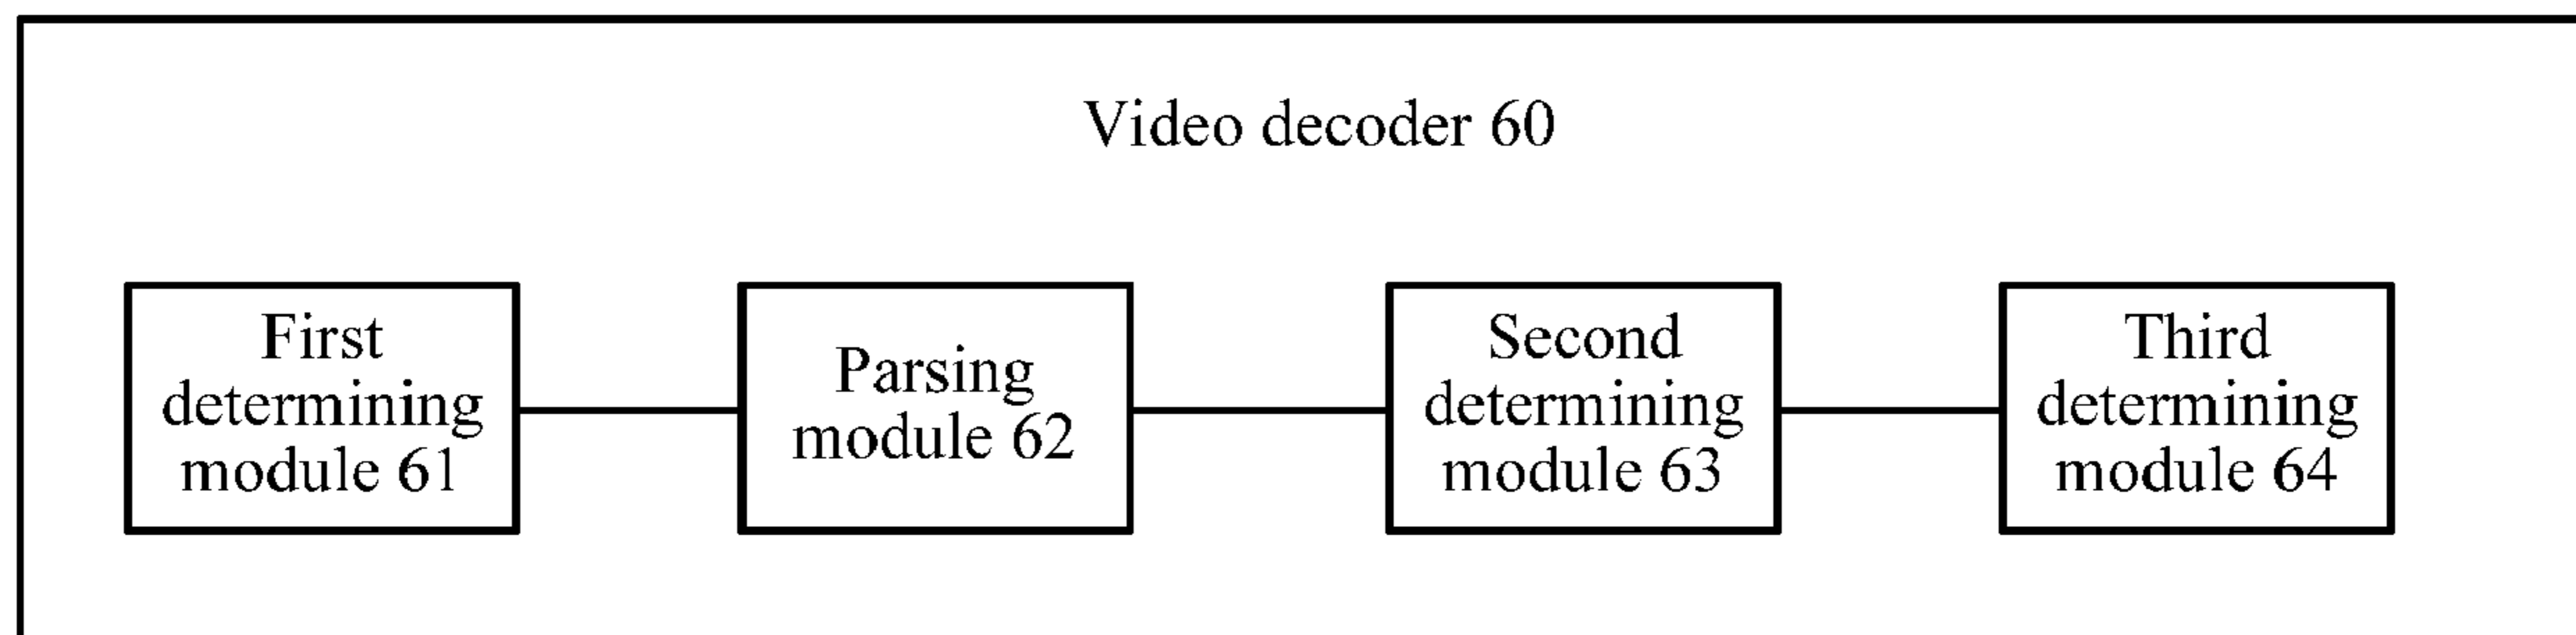 Video decoder 60
First
determining
module 61
Parsing
module 62
Second
determining
module 63
Third
determining
module 64